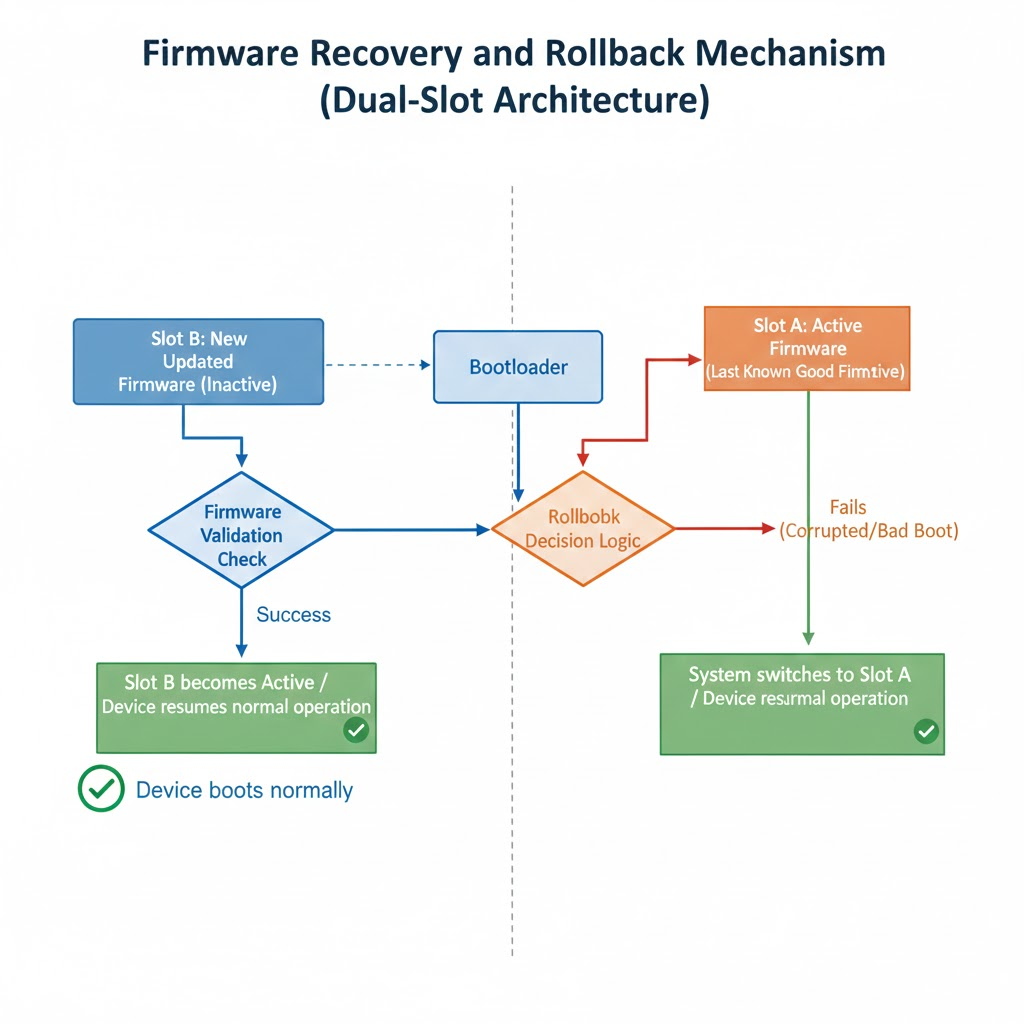 Firmware Recovery and Rollback Mechanism
(Dual-Slot Architecture)
Slot B: New
Updated
Firmware (Inactive)
Bootloader
Slot A: Active
Firmware
(Last Known Good Firmtive)
Firmware
Validation
Check
Rollbobk
Decision Logic
Fails
(Corrupted/Bad Boot)
Success
Slot B becomes Active /
Device resumes normal operation
System switches to Slot A
/ Device resurmal operation
Device boots normally